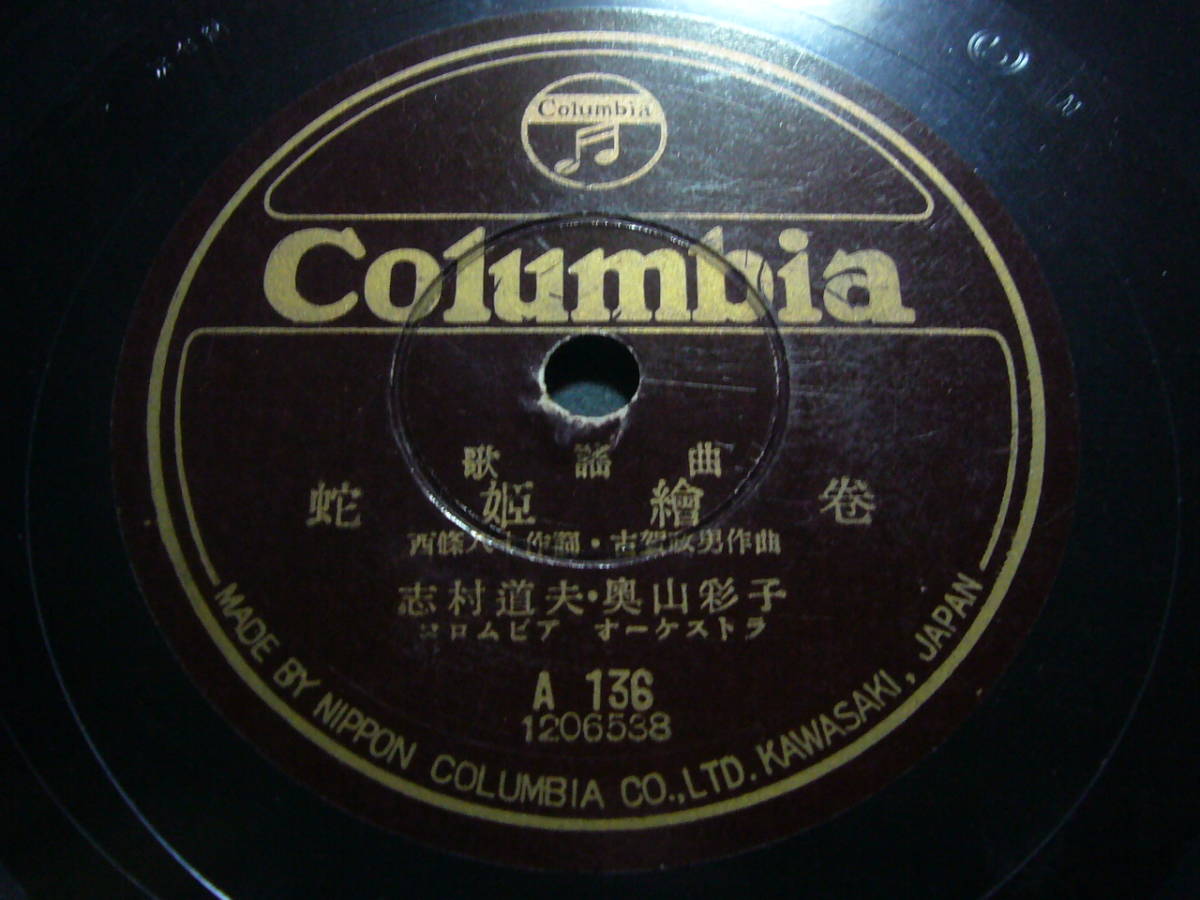 Columbia
Columbia
歌謡曲
蛇姫繪卷
西條八十作詞・古賀政男作曲
志村道夫・奥山彩子
コロムビア オーケストラ
A 136
1206538
MADE BY NIPPON COLUMBIA CO., LTD. KAWASAKI, JAPAN
N